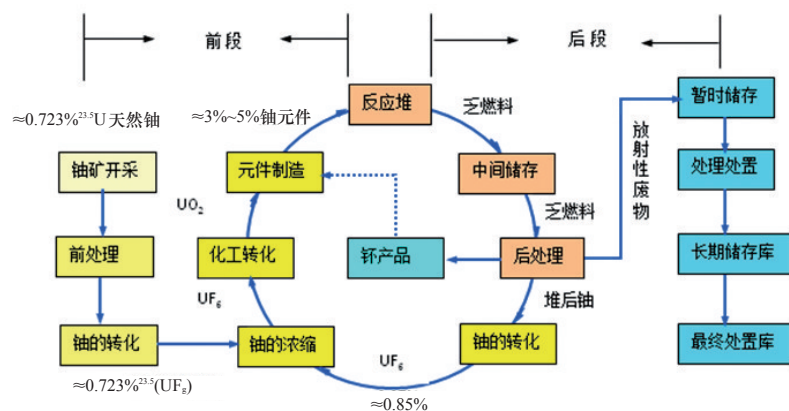 前段
后段
≈0.723%²³·⁵U天然铀
≈3%~5%铀元件
反应堆
乏燃料
暂时储存
放射性废物
铀矿开采
元件制造
中间储存
处理处置
UO₂
乏燃料
前处理
化工转化
钚产品
后处理
长期储存库
UF₆
堆后铀
铀的转化
铀的浓缩
UF₆
铀的转化
最终处置库
≈0.723%²³·⁵(UF₈)
≈0.85%